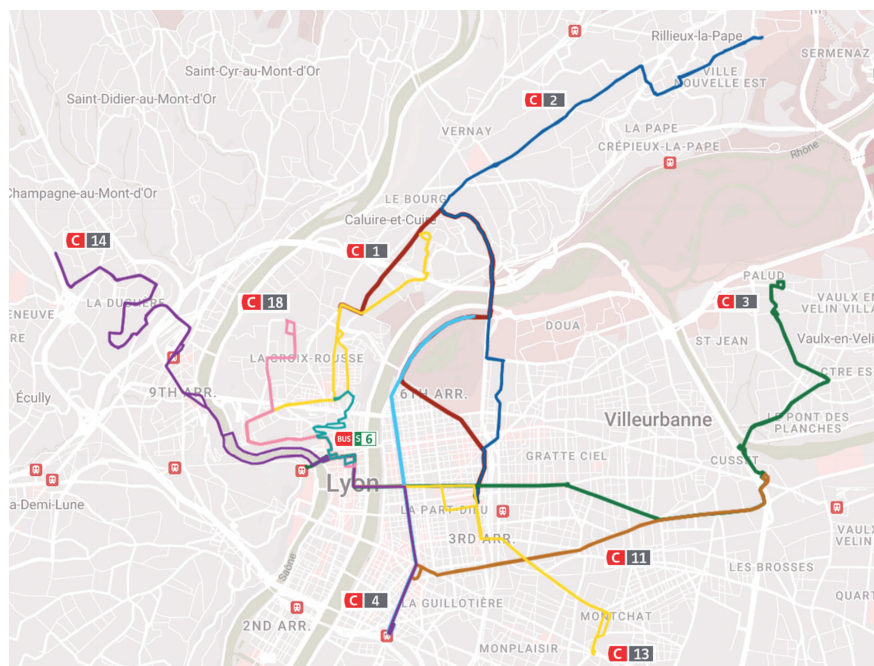 Rillieux-la-Pape
SERMENAZ
Saint-Cyr-au-Mont-d'Or
VILLE
NOUVELLE EST
Saint-Didier-au-Mont-d'Or
C 2
VERNAY
LA PAPE
CRÉPIEUX-LA-PAPE
Rhône
Champagne-au-Mont-d'Or
LE BOURG
Caluire-et-Cuire
C 14
C 1
PALUD
LA DUCHÈRE
C 18
C 3
VAULX EN
VELIN VILLA
DOUA
ENEUVE
RE
ST JEAN
Vaulx-en-Veli
LA CROIX-ROUSSE
CTRE ES
9TH ARR.
6TH ARR.
Écully
Villeurbanne
LE PONT DES
PLANCHES
BUS S 6
GRATTE CIEL
CUSSET
Lyon
a-Demi-Lune
LA PART-DIEU
VAULX
VELIN
3RD ARR.
C 11
LES BROSSES
Saône
C 4
LA GUILLOTIÈRE
MONTCHAT
QUART
2ND ARR.
MONPLAISIR
C 13